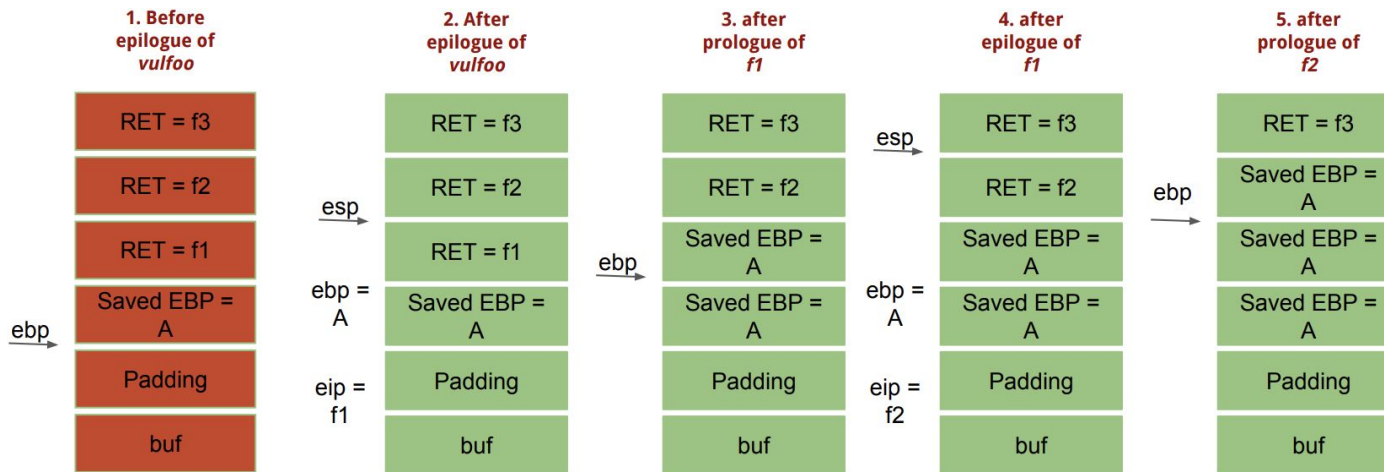 1. Before
epilogue of
vulfoo
RET = f3
RET = f2
RET = f1
Saved EBP =
A
Padding
buf
ebp
2. After
epilogue of
vulfoo
RET = f3
RET = f2
RET = f1
Saved EBP =
A
Padding
buf
esp
ebp =
A
eip =
f1
3. after
prologue of
f1
RET = f3
RET = f2
Saved EBP =
A
Saved EBP =
A
Padding
buf
ebp
4. after
epilogue of
f1
RET = f3
RET = f2
Saved EBP =
A
Saved EBP =
A
Padding
buf
esp
ebp =
A
eip =
f2
5. after
prologue of
f2
RET = f3
Saved EBP =
A
Saved EBP =
A
Saved EBP =
A
Padding
buf
ebp